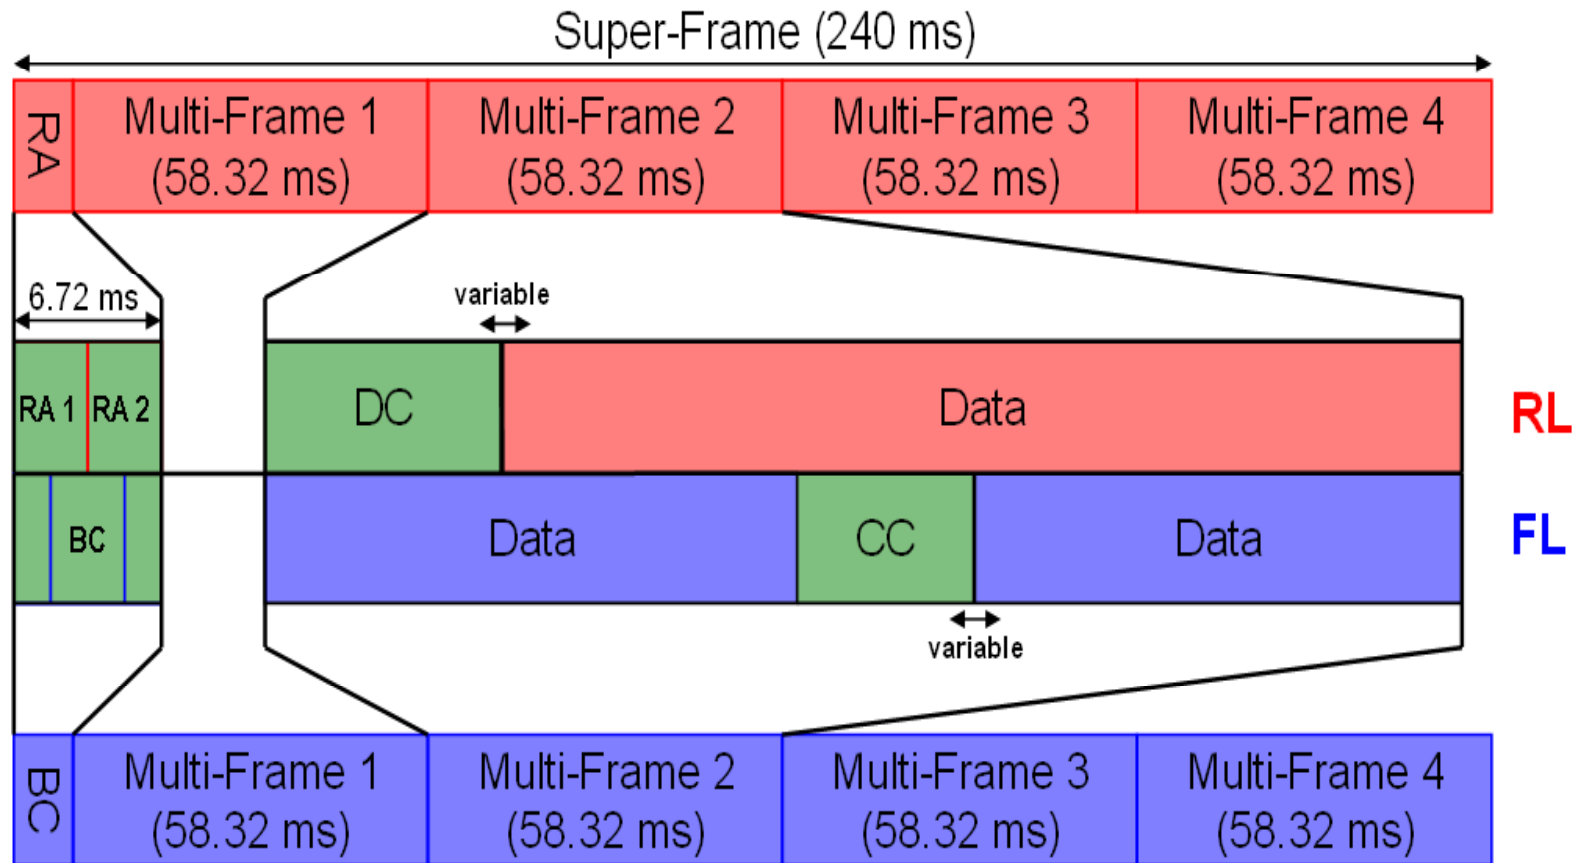 Super-Frame (240 ms)
RA
Multi-Frame 1
(58.32 ms)
Multi-Frame 2
(58.32 ms)
Multi-Frame 3
(58.32 ms)
Multi-Frame 4
(58.32 ms)
6.72 ms
variable
RA 1
RA 2
DC
Data
RL
BC
Data
CC
Data
FL
variable
BC
Multi-Frame 1
(58.32 ms)
Multi-Frame 2
(58.32 ms)
Multi-Frame 3
(58.32 ms)
Multi-Frame 4
(58.32 ms)